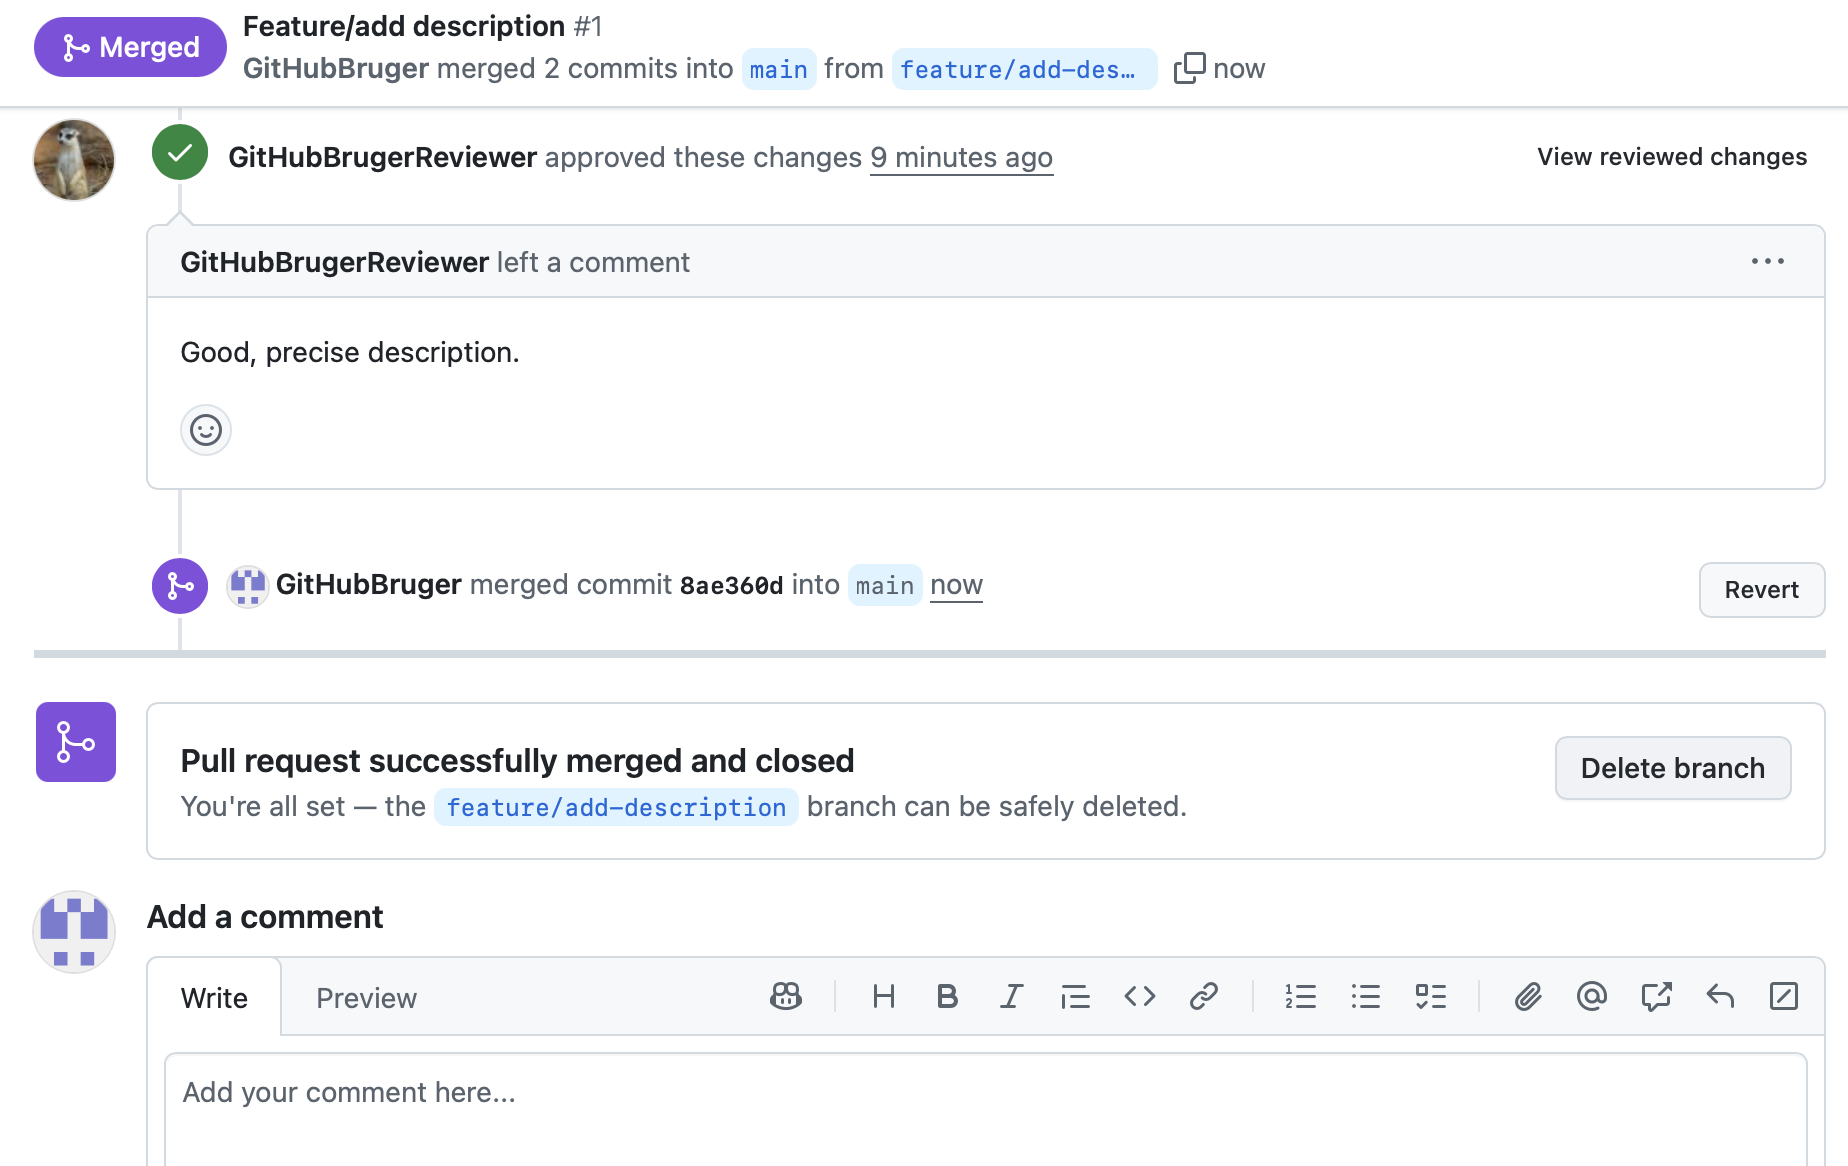 Merged
Feature/add description #1
GitHubBruger merged 2 commits into main from feature/add-des… now
GitHubBrugerReviewer approved these changes 9 minutes ago
View reviewed changes
GitHubBrugerReviewer left a comment
Good, precise description.
GitHubBruger merged commit 8ae360d into main now
Revert
Pull request successfully merged and closed
You're all set — the feature/add-description branch can be safely deleted.
Delete branch
Add a comment
Write Preview
Add your comment here...